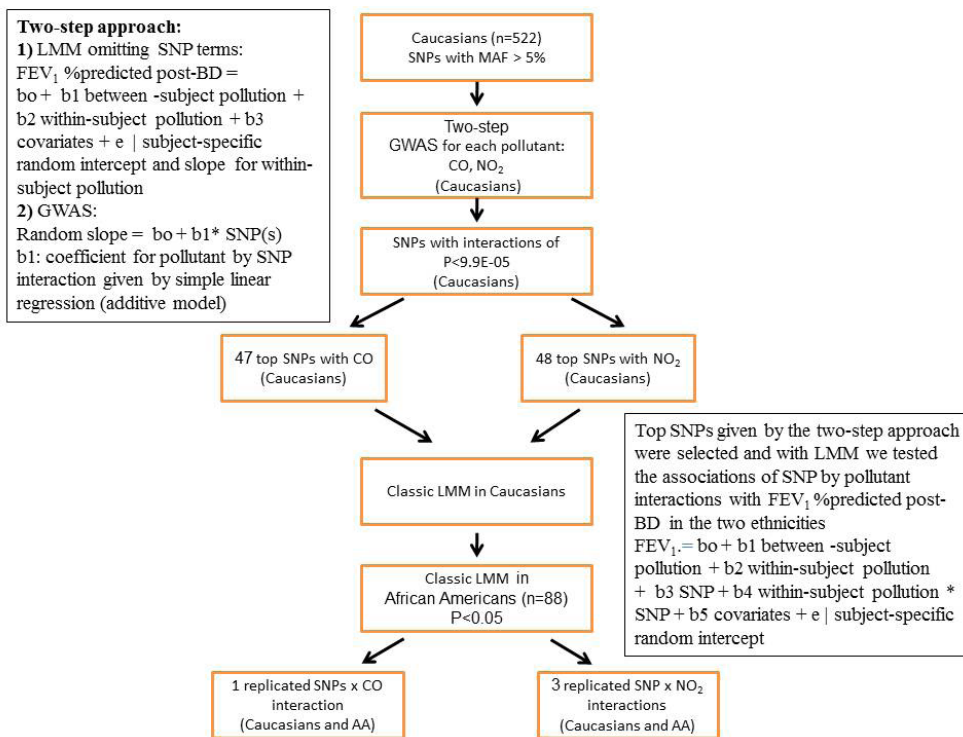 Two-step approach:
1) LMM omitting SNP terms:
FEV₁ %predicted post-BD =
bo + b1 between -subject pollution +
b2 within-subject pollution + b3
covariates + e | subject-specific
random intercept and slope for within-
subject pollution
2) GWAS:
Random slope = bo + b1* SNP(s)
b1: coefficient for pollutant by SNP
interaction given by simple linear
regression (additive model)
Caucasians (n=522)
SNPs with MAF > 5%
Two-step
GWAS for each pollutant:
CO, NO₂
(Caucasians)
SNPs with interactions of
P<9.9E-05
(Caucasians)
47 top SNPs with CO
(Caucasians)
48 top SNPs with NO₂
(Caucasians)
Classic LMM in Caucasians
Top SNPs given by the two-step approach
were selected and with LMM we tested
the associations of SNP by pollutant
interactions with FEV₁ %predicted post-
BD in the two ethnicities
FEV₁.= bo + b1 between -subject
pollution + b2 within-subject pollution
+ b3 SNP + b4 within-subject pollution *
SNP + b5 covariates + e | subject-specific
random intercept
Classic LMM in
African Americans (n=88)
P<0.05
1 replicated SNPs x CO
interaction
(Caucasians and AA)
3 replicated SNP x NO₂
interactions
(Caucasians and AA)